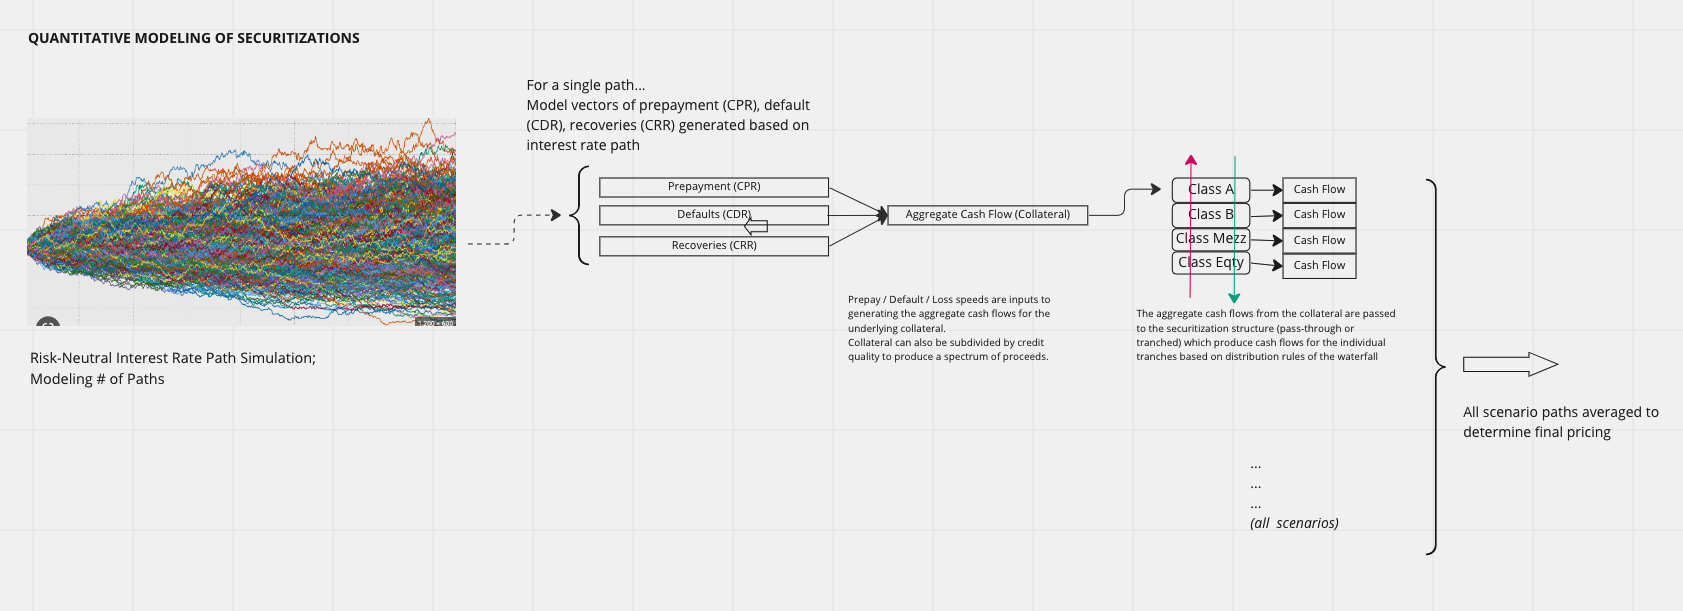 QUANTITATIVE MODELING OF SECURITIZATIONS
For a single path...
Model vectors of prepayment (CPR), default
(CDR), recoveries (CRR) generated based on
interest rate path
Prepayment (CPR)
Defaults (CDR)
Recoveries (CRR)
Aggregate Cash Flow (Collateral)
Class A
Cash Flow
Class B
Cash Flow
Class Mezz
Cash Flow
Class Eqty
Cash Flow
Prepay / Default / Loss speeds are inputs to
generating the aggregate cash flows for the
underlying collateral.
Collateral can also be subdivided by credit
quality to produce a spectrum of proceeds.
The aggregate cash flows from the collateral are passed
to the securitization structure (pass-through or
tranched) which produce cash flows for the individual
tranches based on distribution rules of the waterfall
Risk-Neutral Interest Rate Path Simulation;
Modeling # of Paths
All scenario paths averaged to
determine final pricing
...
...
...
(all scenarios)